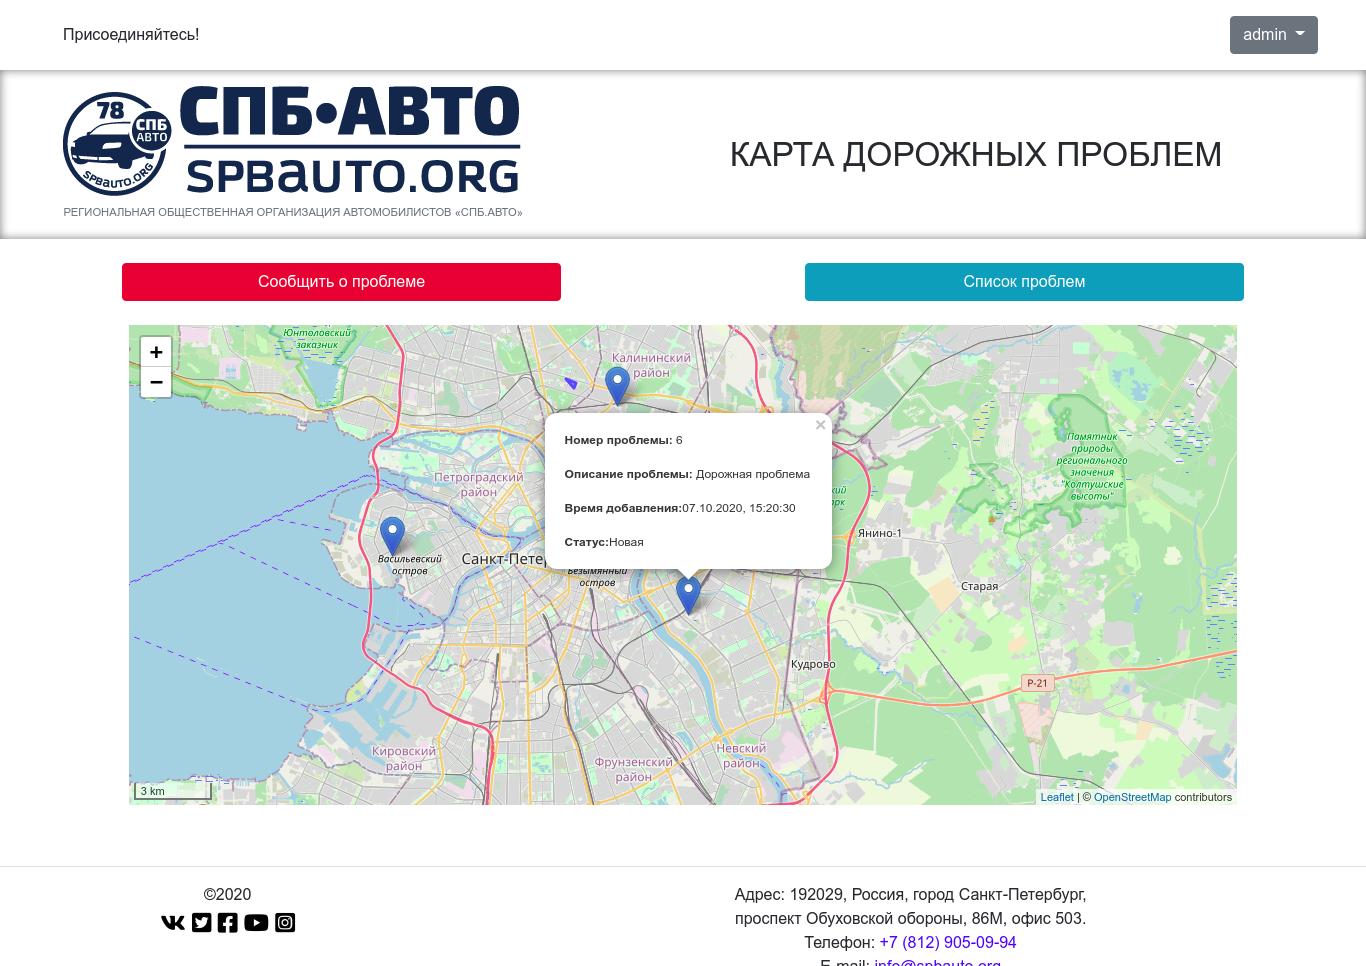 Присоединяйтесь!
admin
78
СПБ
АВТО
SPBAUTO.ORG
СПБ•АВТО
SPBAUTO.ORG
РЕГИОНАЛЬНАЯ ОБЩЕСТВЕННАЯ ОРГАНИЗАЦИЯ АВТОМОБИЛИСТОВ «СПБ.АВТО»
КАРТА ДОРОЖНЫХ ПРОБЛЕМ
Сообщить о проблеме
Список проблем
+
−
Юнтоловский
заказник
Калининский
район
×
Номер проблемы: 6
Описание проблемы: Дорожная проблема
Время добавления:07.10.2020, 15:20:30
Статус:Новая
Памятник
природы
регионального
значения
"Колтушские
высоты"
Петроградский
район
Янино-1
Васильевский
остров
Санкт-Петер
Безымянный
остров
Старая
Кудрово
Р-21
Кировский
район
Фрунзенский
район
Невский
район
3 km
Leaflet | © OpenStreetMap contributors
©2020
Адрес: 192029, Россия, город Санкт-Петербург,
проспект Обуховской обороны, 86М, офис 503.
Телефон: +7 (812) 905-09-94
E-mail: info@spbauto.org